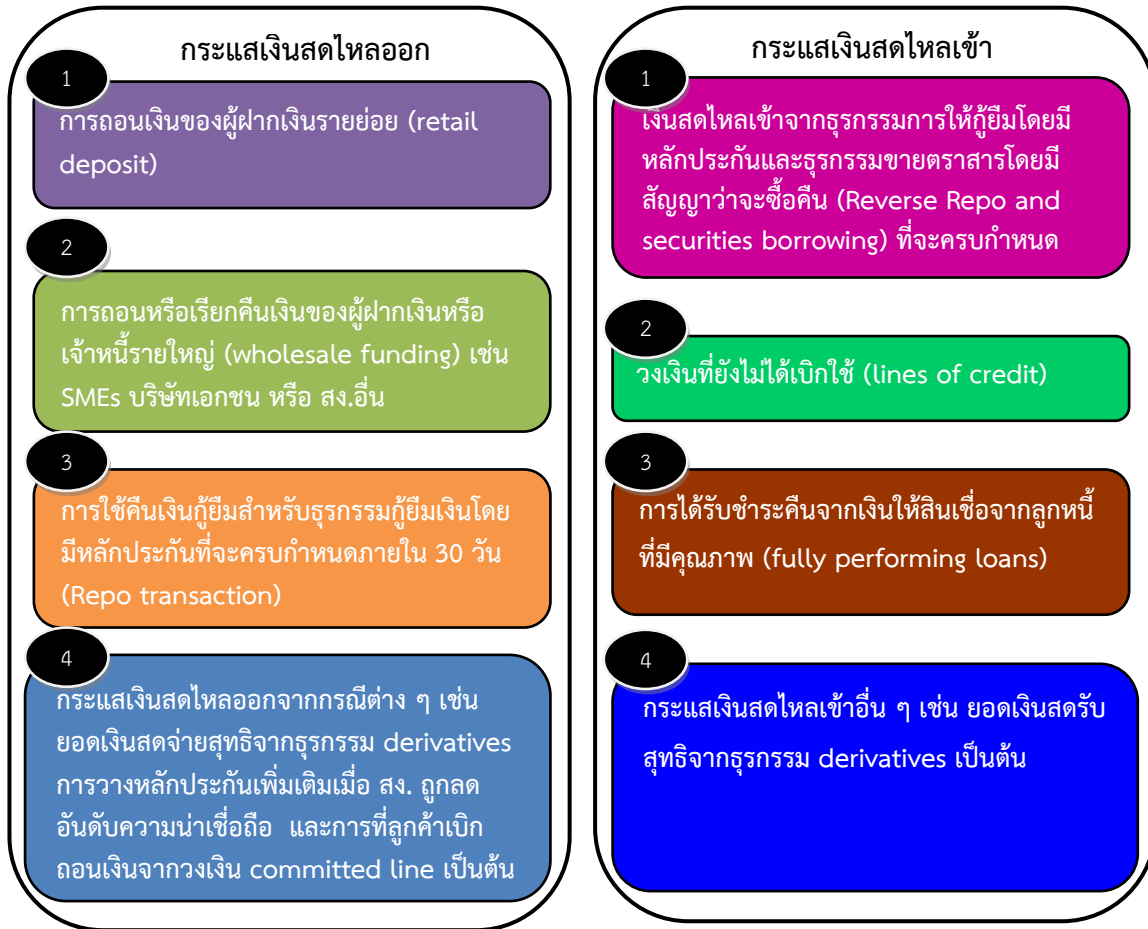 กระแสเงินสดไหลออก
1
การถอนเงินของผู้ฝากเงินรายย่อย (retail
deposit)
2
การถอนหรือเรียกคืนเงินของผู้ฝากเงินหรือ
เจ้าหนี้รายใหญ่ (wholesale funding) เช่น
SMEs บริษัทเอกชน หรือ สง.อื่น
3
การใช้คืนเงินกู้ยืมสำหรับธุรกรรมกู้ยืมเงินโดย
มีหลักประกันที่จะครบกำหนดภายใน 30 วัน
(Repo transaction)
4
กระแสเงินสดไหลออกจากกรณีต่าง ๆ เช่น
ยอดเงินสดจ่ายสุทธิจากธุรกรรม derivatives
การวางหลักประกันเพิ่มเติมเมื่อ สง. ถูกลด
อันดับความน่าเชื่อถือ และการที่ลูกค้าเบิก
ถอนเงินจากวงเงิน committed line เป็นต้น
กระแสเงินสดไหลเข้า
1
เงินสดไหลเข้าจากธุรกรรมการให้กู้ยืมโดยมี
หลักประกันและธุรกรรมขายตราสารโดยมี
สัญญาว่าจะซื้อคืน (Reverse Repo and
securities borrowing) ที่จะครบกำหนด
2
วงเงินที่ยังไม่ได้เบิกใช้ (lines of credit)
3
การได้รับชำระคืนจากเงินให้สินเชื่อจากลูกหนี้
ที่มีคุณภาพ (fully performing loans)
4
กระแสเงินสดไหลเข้าอื่น ๆ เช่น ยอดเงินสดรับ
สุทธิจากธุรกรรม derivatives เป็นต้น